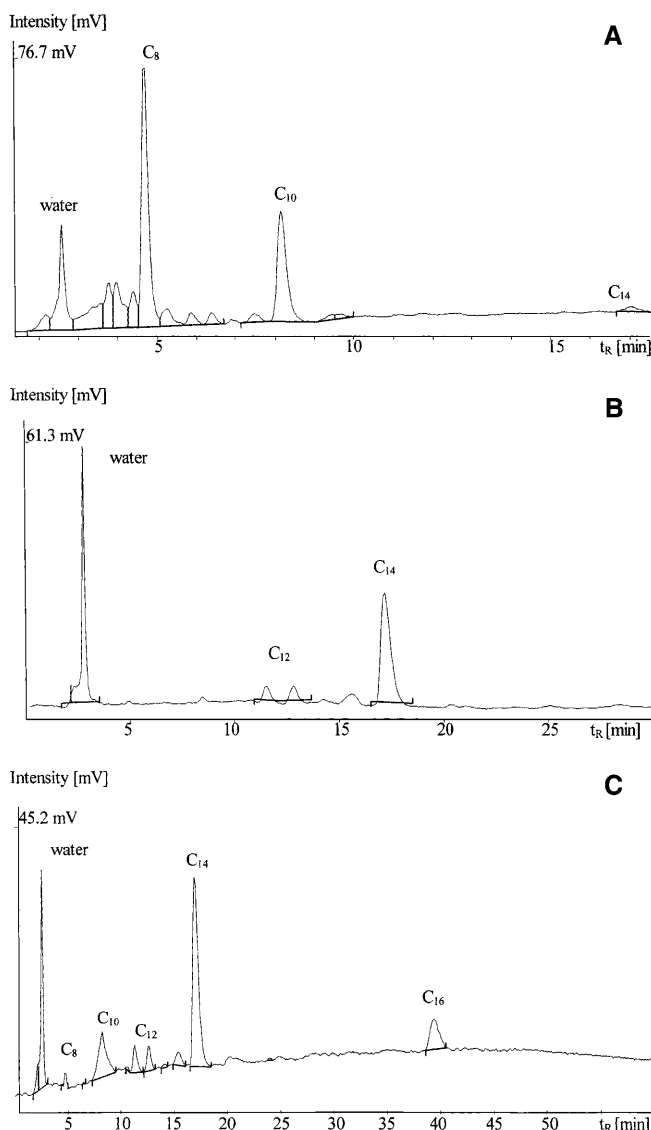 Intensity [mV]
A
76.7 mV
C₈
C₁₀
water
C₁₄
5 10 15 tR [min]
Intensity [mV]
B
61.3 mV
water
C₁₄
C₁₂
5 10 15 20 25 tR [min]
Intensity [mV]
C
45.2 mV
water
C₁₄
C₁₆
C₁₀
C₁₂
C₈
5 10 15 20 25 30 35 40 45 50 tR [min]